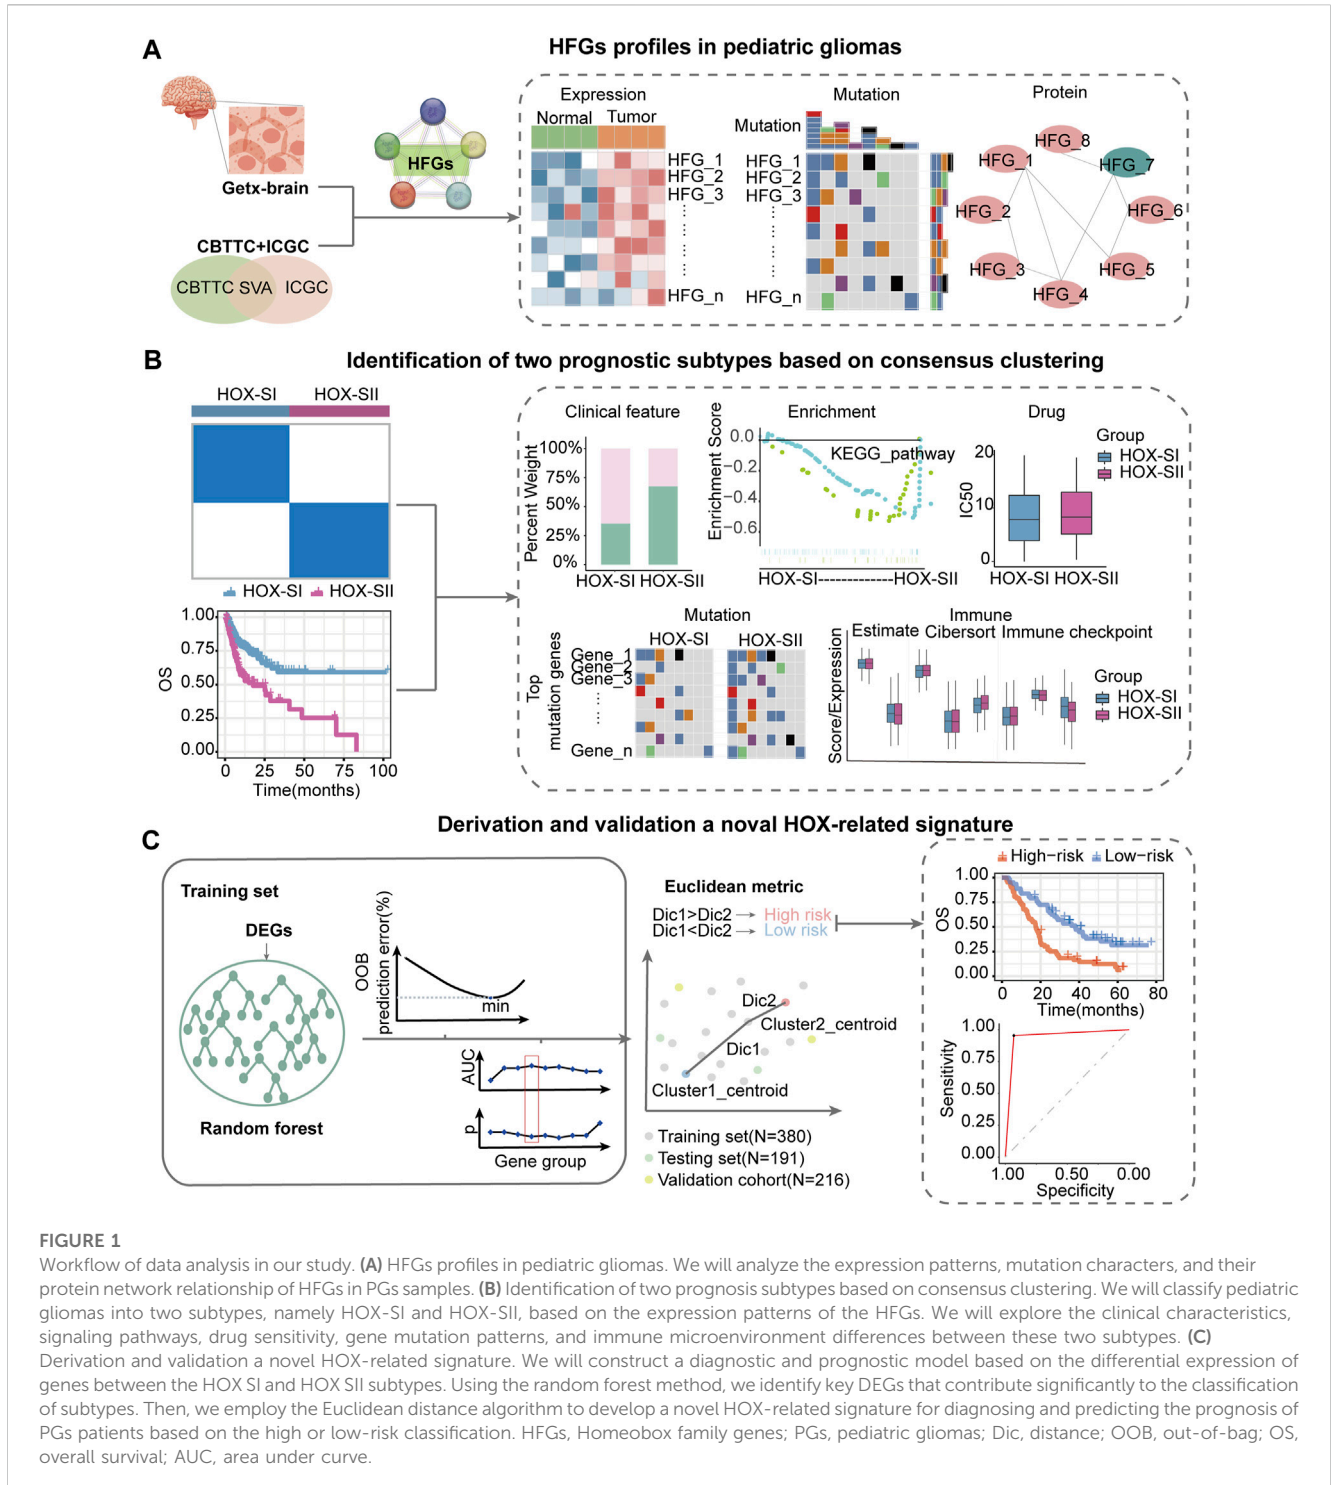 A
HFGs profiles in pediatric gliomas
Getx-brain
CBTTC+ICGC
CBTTC SVA ICGC
HFGs
Expression
Normal Tumor
HFG_1
HFG_2
HFG_3
HFG_n
Mutation
Mutation
HFG_1
HFG_2
HFG_3
HFG_n
Protein
HFG_8
HFG_1
HFG_7
HFG_2
HFG_6
HFG_3
HFG_5
HFG_4
B
Identification of two prognostic subtypes based on consensus clustering
HOX-SI HOX-SII
HOX-SI HOX-SII
OS
1.00
0.75
0.50
0.25
0.00
0 25 50 75 100
Time(months)
Clinical feature
Percent Weight
100%
75%
50%
25%
0%
HOX-SI HOX-SII
Enrichment
Enrichment Score
0.0
−0.2
−0.4
−0.6
KEGG_pathway
HOX-SI-------------HOX-SII
Drug
IC50
20
10
0
HOX-SI HOX-SII
Group
HOX-SI
HOX-SII
Mutation
HOX-SI HOX-SII
Top
mutation genes
Gene_1
Gene_2
Gene_3
Gene_n
Immune
Estimate Cibersort Immune checkpoint
Score/Expression
Group
HOX-SI
HOX-SII
C
Derivation and validation a noval HOX-related signature
Training set
DEGs
Random forest
OOB
prediction error(%)
min
AUC
p
Gene group
Euclidean metric
Dic1>Dic2 → High risk
Dic1<Dic2 → Low risk
Dic2
Cluster2_centroid
Dic1
Cluster1_centroid
Training set(N=380)
Testing set(N=191)
Validation cohort(N=216)
High−risk Low−risk
OS
1.00
0.75
0.25
0.00
0 20 40 60 80
Time(months)
Sensitivity
1.00
0.75
0.25
0.00
1.00 0.50 0.00
Specificity
FIGURE 1
Workflow of data analysis in our study. (A) HFGs profiles in pediatric gliomas. We will analyze the expression patterns, mutation characters, and their
protein network relationship of HFGs in PGs samples. (B) Identification of two prognosis subtypes based on consensus clustering. We will classify pediatric
gliomas into two subtypes, namely HOX-SI and HOX-SII, based on the expression patterns of the HFGs. We will explore the clinical characteristics,
signaling pathways, drug sensitivity, gene mutation patterns, and immune microenvironment differences between these two subtypes. (C)
Derivation and validation a novel HOX-related signature. We will construct a diagnostic and prognostic model based on the differential expression of
genes between the HOX SI and HOX SII subtypes. Using the random forest method, we identify key DEGs that contribute significantly to the classification
of subtypes. Then, we employ the Euclidean distance algorithm to develop a novel HOX-related signature for diagnosing and predicting the prognosis of
PGs patients based on the high or low-risk classification. HFGs, Homeobox family genes; PGs, pediatric gliomas; Dic, distance; OOB, out-of-bag; OS,
overall survival; AUC, area under curve.